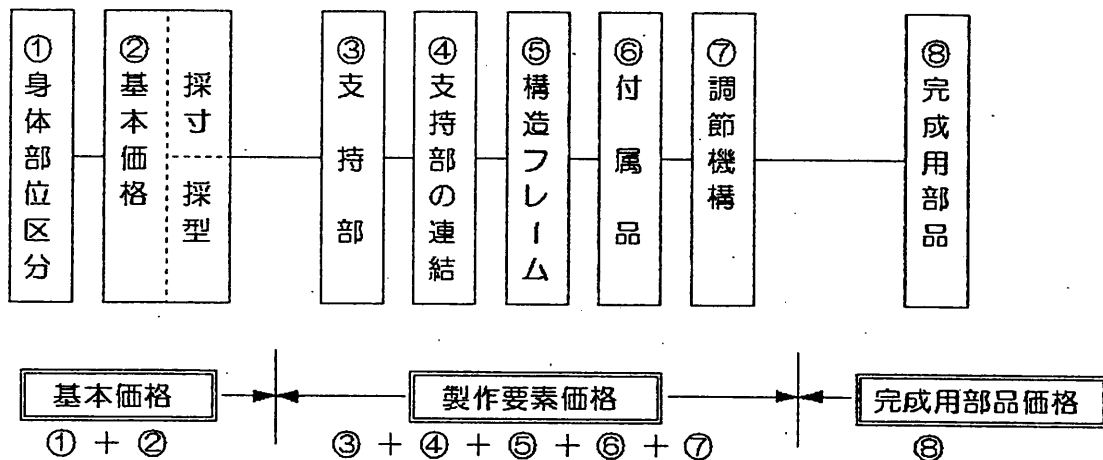 ①身体部位区分
②基本価格
採寸
採型
③支持部
④支持部の連結
⑤構造フレーム
⑥付属品
⑦調節機構
⑧完成用部品
基本価格
製作要素価格
完成用部品価格
①+②
③+④+⑤+⑥+⑦
⑧